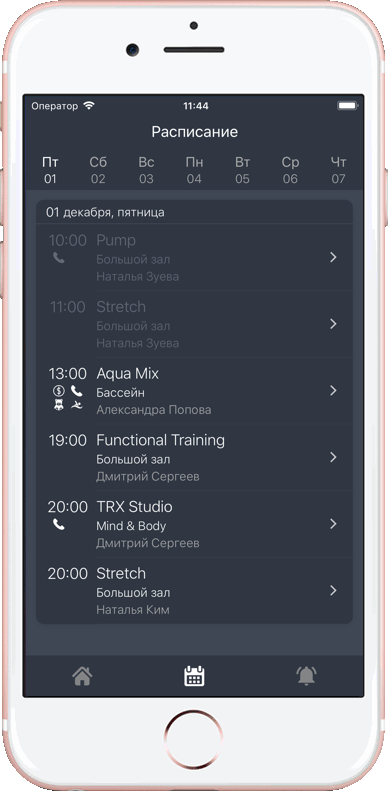 Оператор 11:44
Расписание
Пт Сб Вс Пн Вт Ср Чт
01 02 03 04 05 06 07
01 декабря, пятница
10:00 Pump
Большой зал
Наталья Зуева
11:00 Stretch
Большой зал
Наталья Зуева
13:00 Aqua Mix
Бассейн
Александра Попова
19:00 Functional Training
Большой зал
Дмитрий Сергеев
20:00 TRX Studio
Mind & Body
Дмитрий Сергеев
20:00 Stretch
Большой зал
Наталья Ким